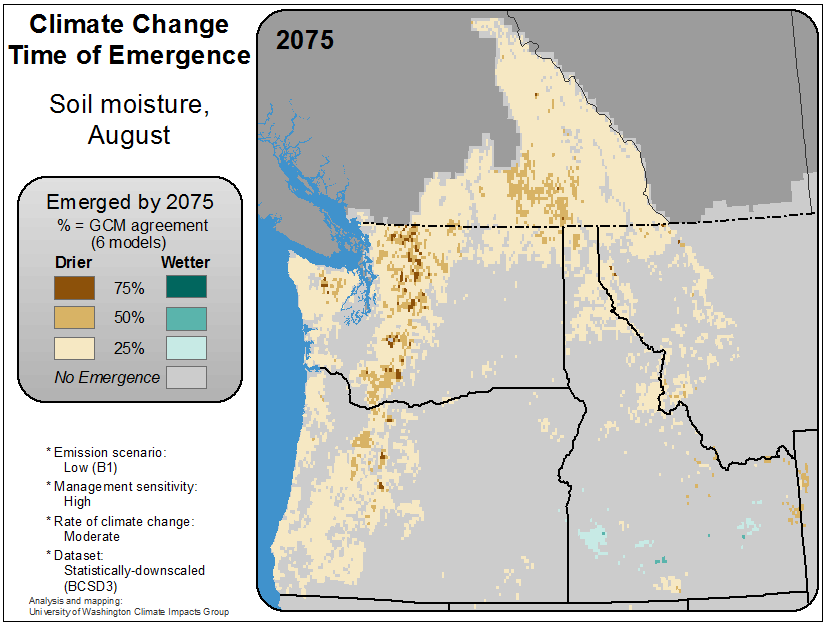 Climate Change
Time of Emergence
Soil moisture,
August
Emerged by 2075
% = GCM agreement
(6 models)
Drier Wetter
75%
50%
25%
No Emergence
* Emission scenario:
Low (B1)
* Management sensitivity:
High
* Rate of climate change:
Moderate
* Dataset:
Statistically-downscaled
(BCSD3)
Analysis and mapping:
University of Washington Climate Impacts Group
2075